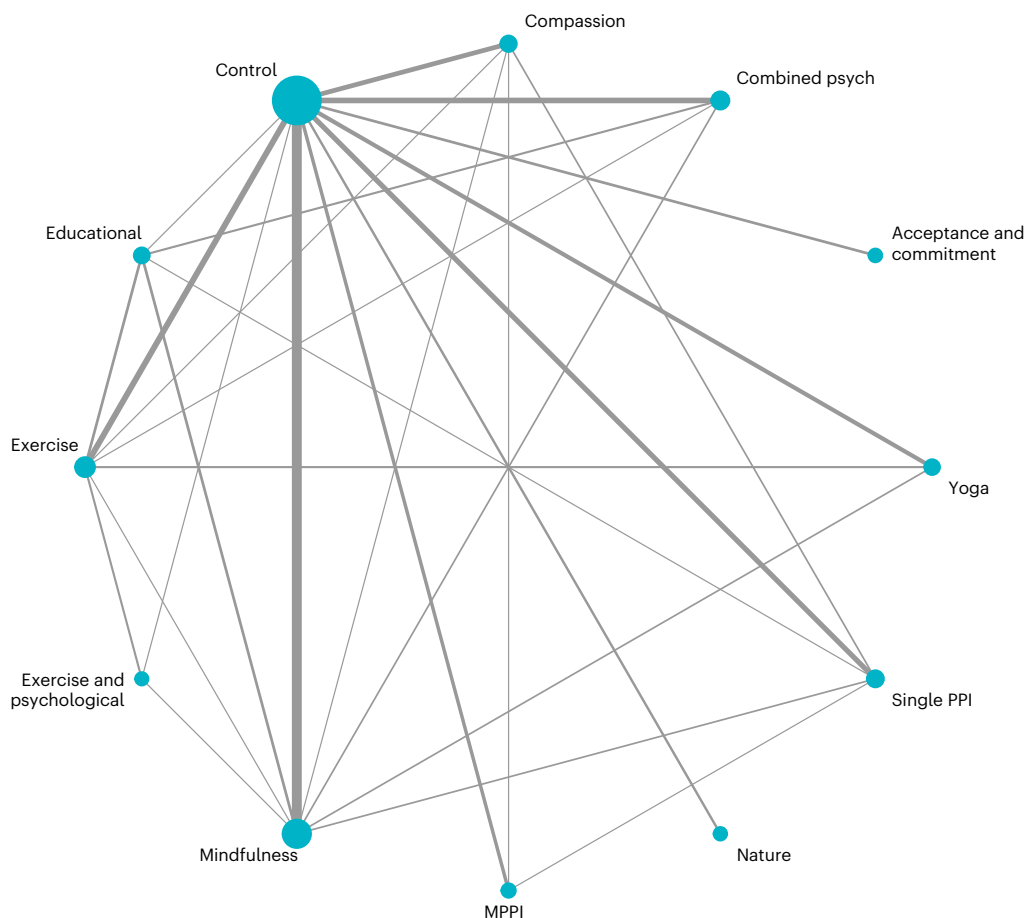 Compassion
Control
Combined psych
Educational
Acceptance and
commitment
Exercise
Yoga
Exercise and
psychological
Single PPI
Mindfulness
Nature
MPPI